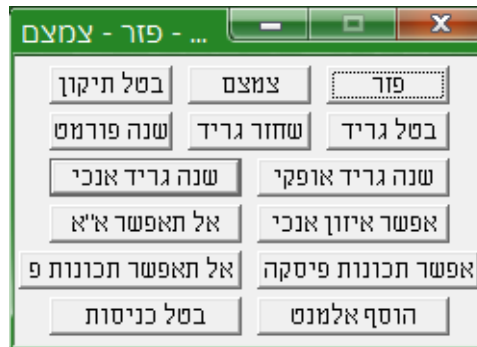 צמצם - פזר - ...
פזר צמצם בטל תיקון
בטל גריד שחזר גריד שנה פורמט
שנה גריד אופקי שנה גריד אנכי
אפשר איזון אנכי אל תאפשר א"א
אפשר תכונות פיסקה אל תאפשר תכונות פ
הוסף אלמנט בטל כניסות